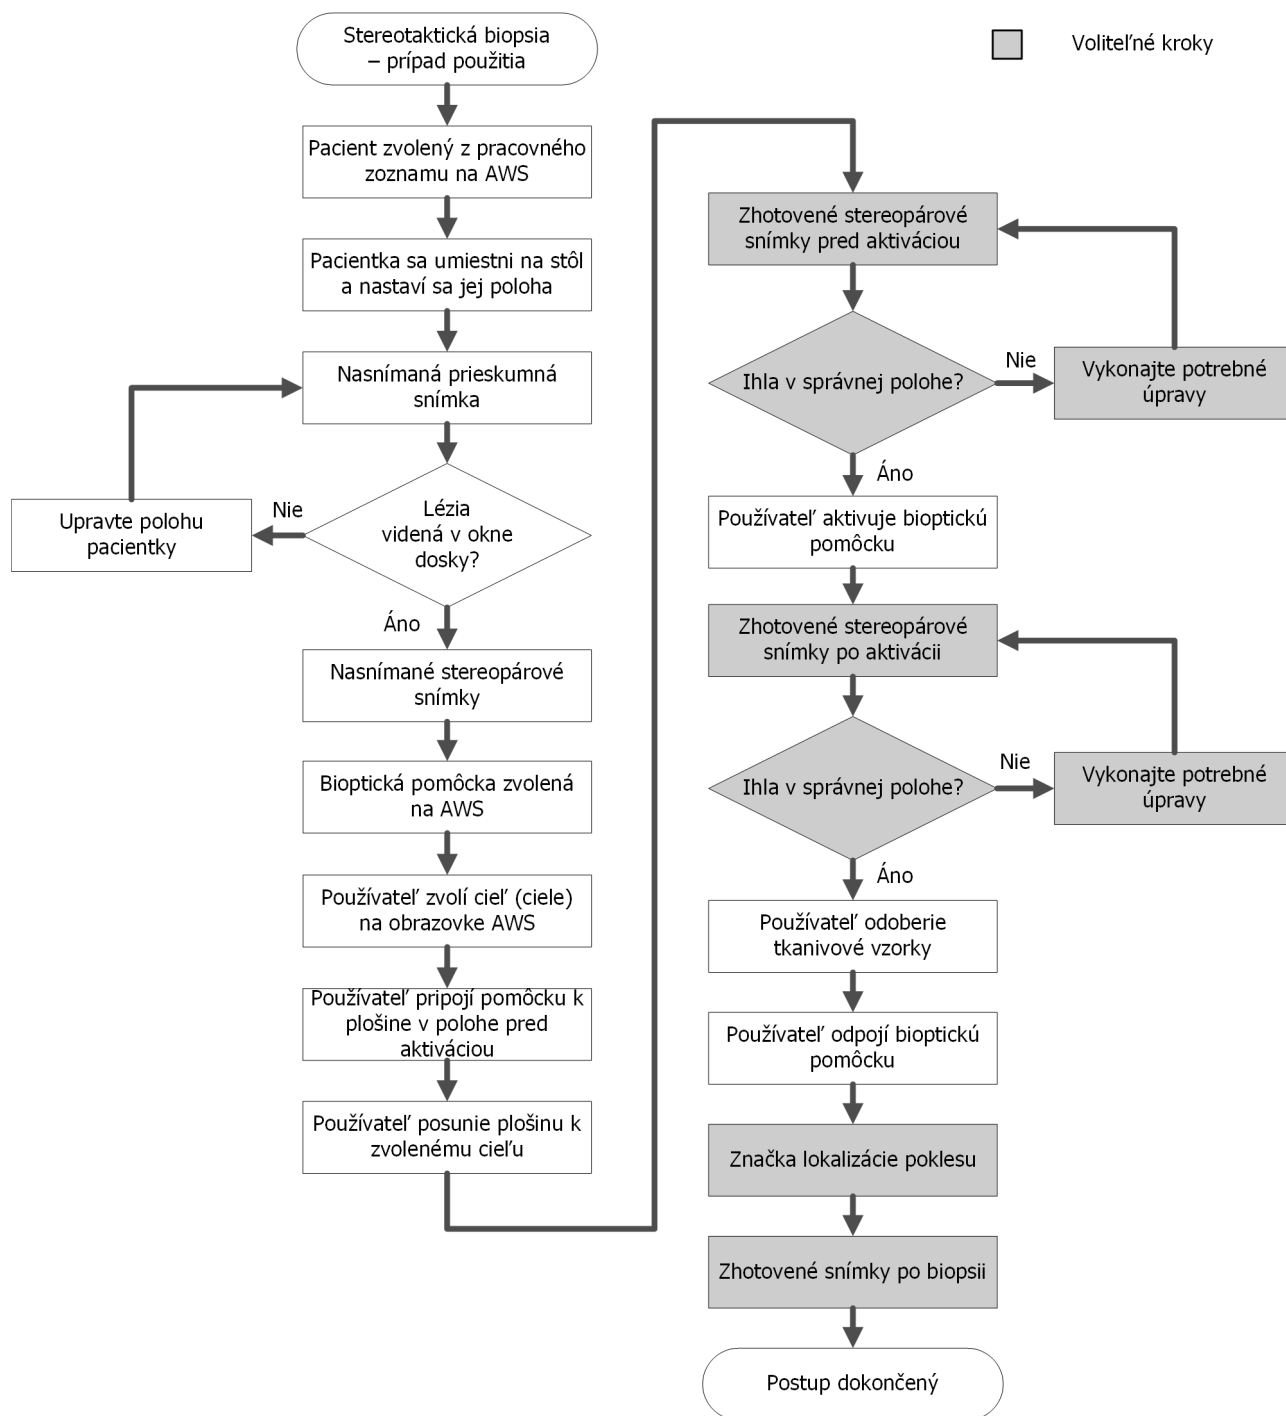 Stereotaktická biopsia
– prípad použitia
Voliteľné kroky
Pacient zvolený z pracovného
zoznamu na AWS
Pacientka sa umiestni na stôl
a nastaví sa jej poloha
Nasnímaná prieskumná
snímka
Lézia
videná v okne
dosky?
Nie
Upravte polohu
pacientky
Áno
Nasnímané stereopárové
snímky
Bioptická pomôcka zvolená
na AWS
Používateľ zvolí cieľ (ciele)
na obrazovke AWS
Používateľ pripojí pomôcku k
plošine v polohe pred
aktiváciou
Používateľ posunie plošinu k
zvolenému cieľu
Zhotovené stereopárové
snímky pred aktiváciou
Ihla v správnej polohe?
Nie
Vykonajte potrebné
úpravy
Áno
Používateľ aktivuje bioptickú
pomôcku
Zhotovené stereopárové
snímky po aktivácii
Ihla v správnej polohe?
Nie
Vykonajte potrebné
úpravy
Áno
Používateľ odoberie
tkanivové vzorky
Používateľ odpojí bioptickú
pomôcku
Značka lokalizácie poklesu
Zhotovené snímky po biopsii
Postup dokončený